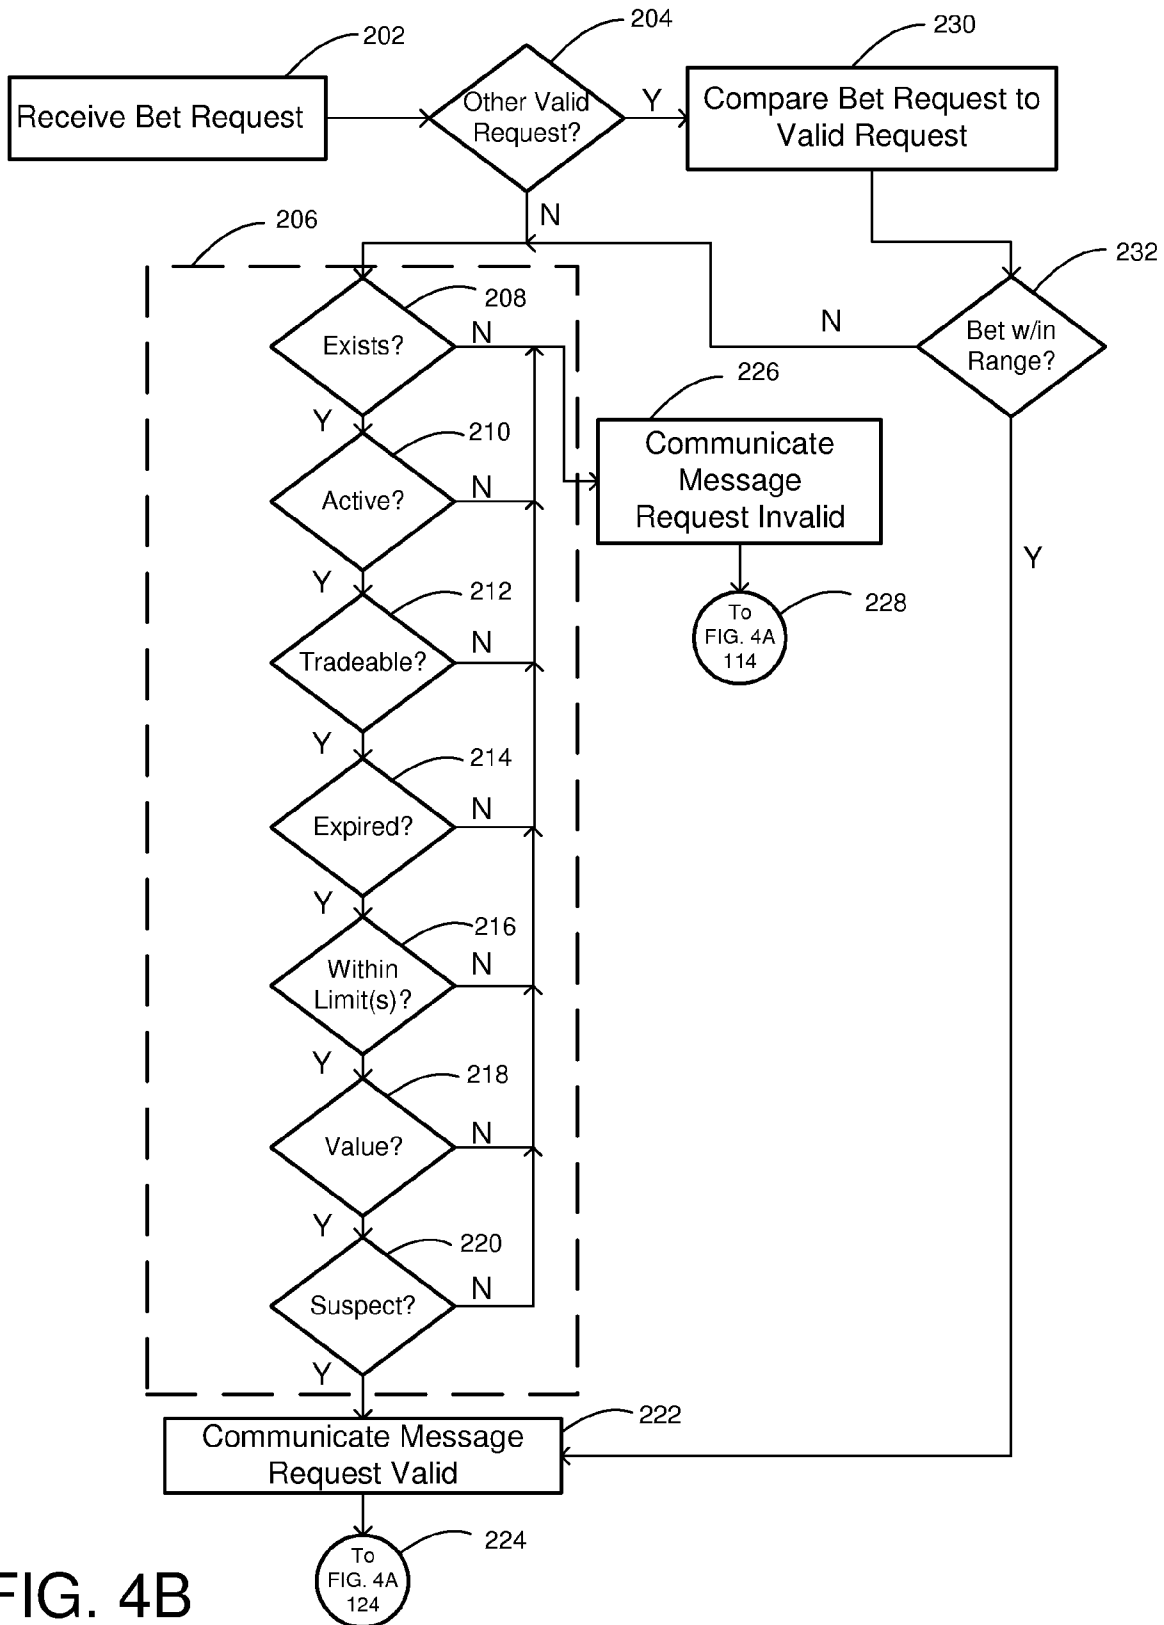 202
204
230
Receive Bet Request
Other Valid
Request?
Y
Compare Bet Request to
Valid Request
N
206
232
208
Exists?
N
N
Bet w/in
Range?
226
Y
210
Communicate
Message
Request Invalid
Active?
N
Y
Y
212
228
To
FIG. 4A
114
Tradeable?
N
Y
214
Expired?
N
Y
216
Within
Limit(s)?
N
Y
218
Value?
N
Y
220
Suspect?
N
Y
222
Communicate Message
Request Valid
224
To
FIG. 4A
124
FIG. 4B